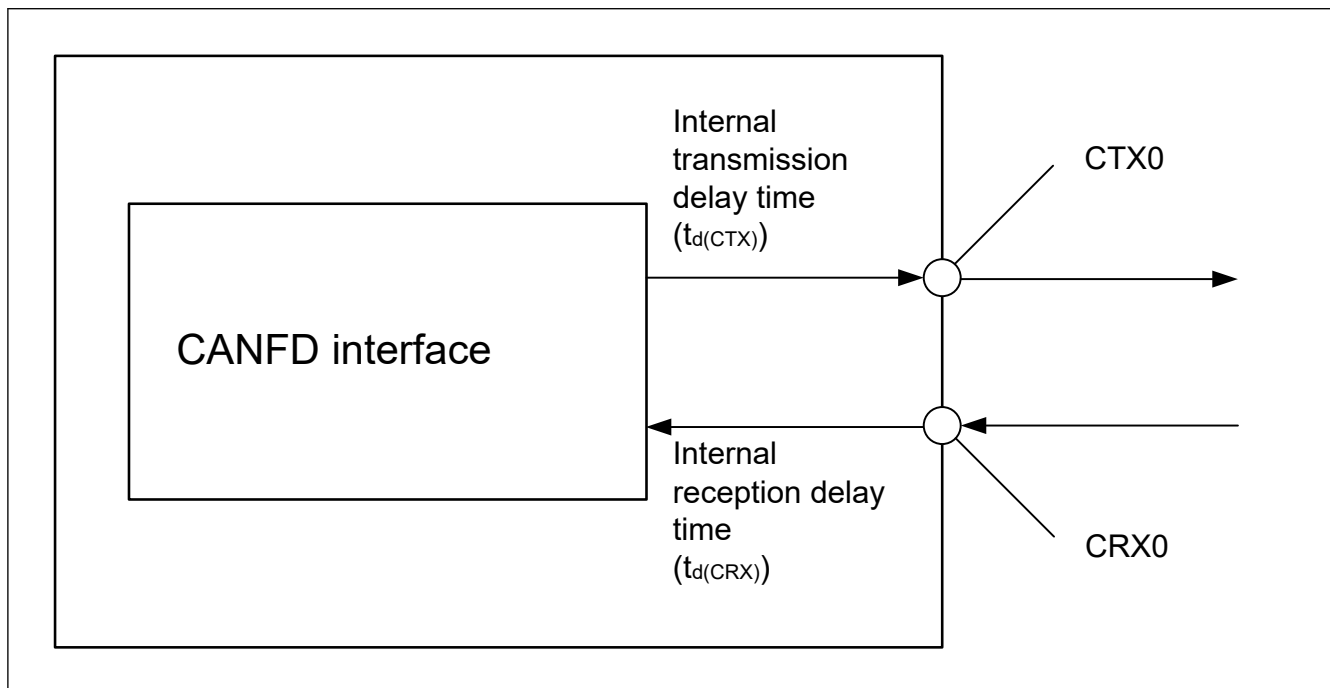 Internal
transmission
delay time
(td(CTX))
CTX0
CANFD interface
Internal
reception delay
time
(td(CRX))
CRX0